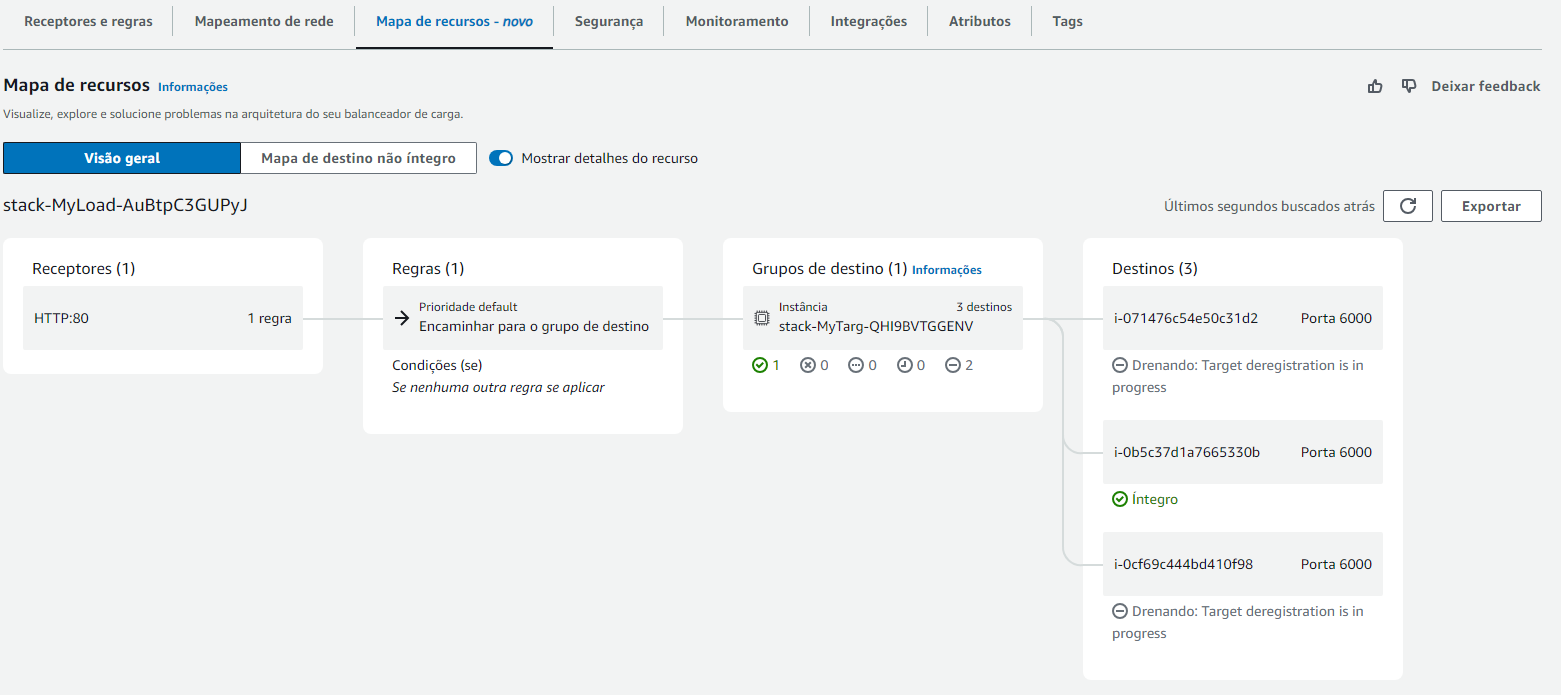 Receptores e regras
Mapeamento de rede
Mapa de recursos - novo
Segurança
Monitoramento
Integrações
Atributos
Tags
Mapa de recursos Informações
Deixar feedback
Visualize, explore e solucione problemas na arquitetura do seu balanceador de carga.
Visão geral
Mapa de destino não íntegro
Mostrar detalhes do recurso
stack-MyLoad-AuBtpC3GUPyJ
Últimos segundos buscados atrás
Exportar
Receptores (1)
HTTP:80 1 regra
Regras (1)
Prioridade default
Encaminhar para o grupo de destino
Condições (se)
Se nenhuma outra regra se aplicar
Grupos de destino (1) Informações
Instância 3 destinos
stack-MyTarg-QHI9BVTGGENV
1 0 0 0 2
Destinos (3)
i-071476c54e50c31d2 Porta 6000
Drenando: Target deregistration is in
progress
i-0b5c37d1a7665330b Porta 6000
Íntegro
i-0cf69c444bd410f98 Porta 6000
Drenando: Target deregistration is in
progress